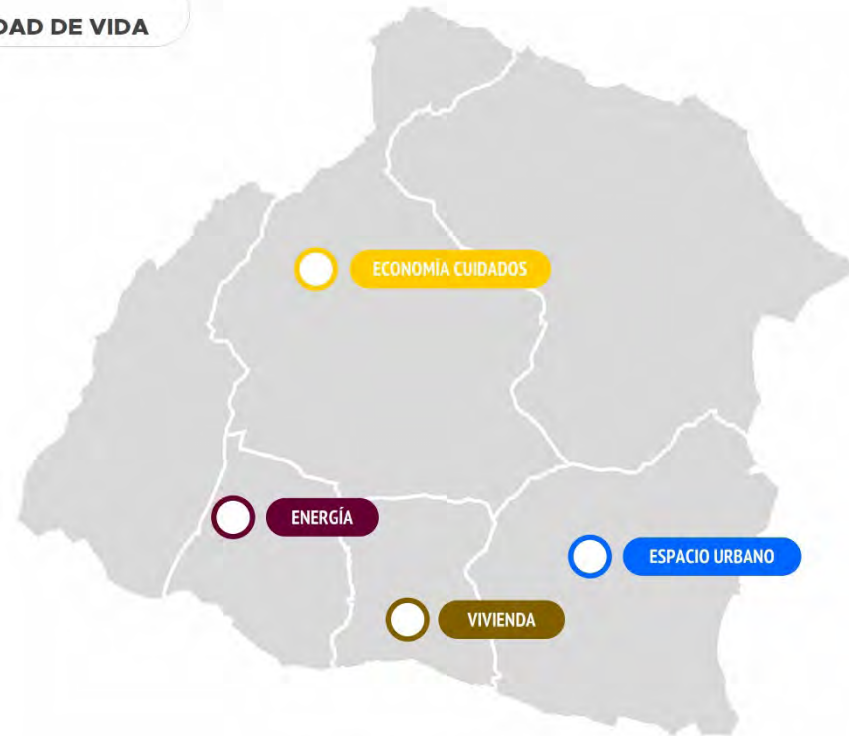 DAD DE VIDA
ECONOMÍA CUIDADOS
ENERGÍA
ESPACIO URBANO
VIVIENDA